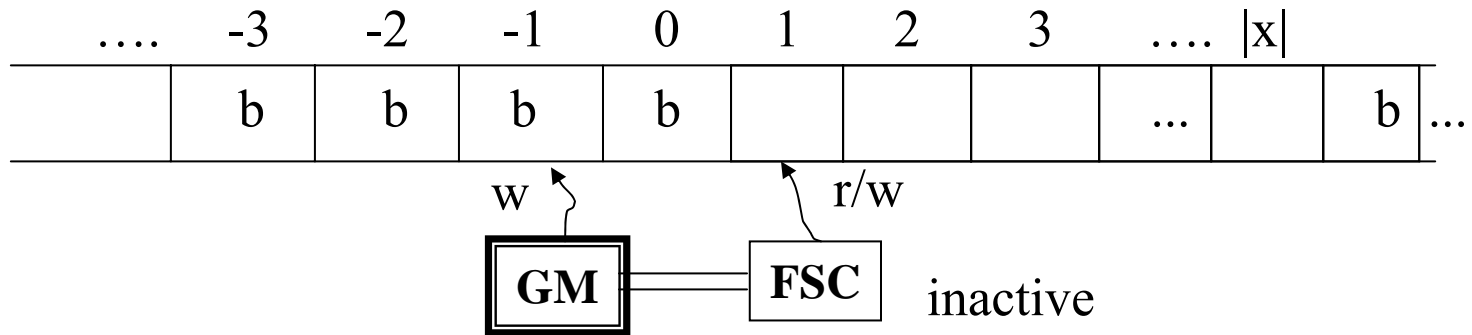 .... -3 -2 -1 0 1 2 3 .... |x|
b b b b ... b ...
w r/w
GM FSC inactive